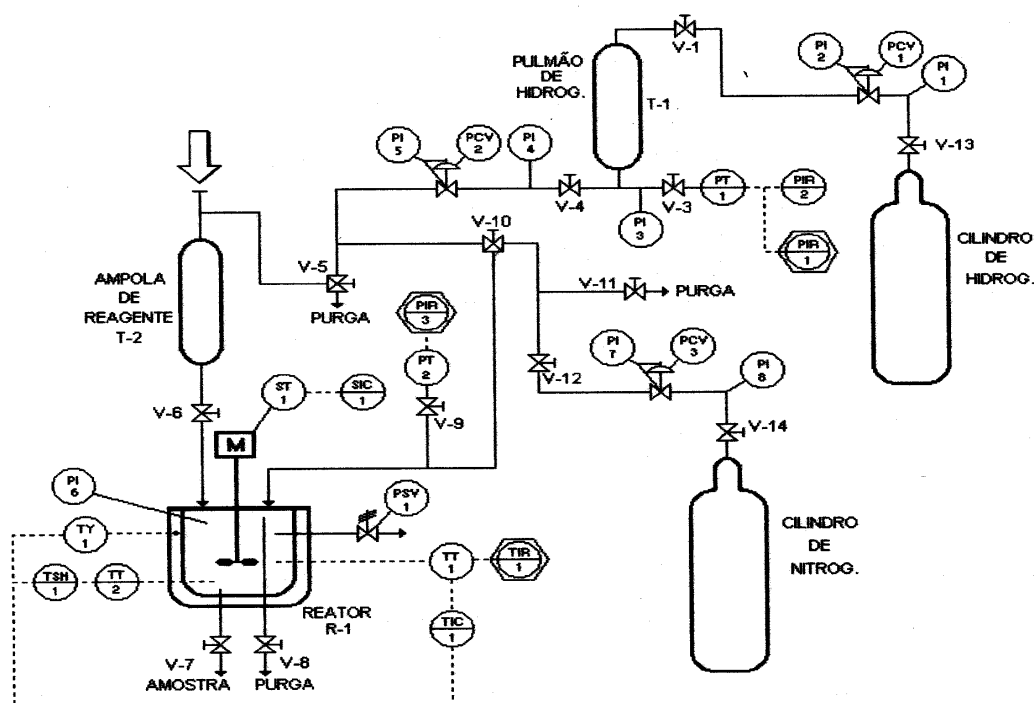 PULMÃO
DE
HIDROG.
T-1
V-1
PI
2
PCV
1
PI
1
V-13
CILINDRO
DE
HIDROG.
PI
5
PCV
2
PI
4
V-4
PI
3
V-3
PT
1
PIR
2
PIR
1
AMPOLA
DE
REAGENTE
T-2
V-5
PURGA
V-10
V-11
PURGA
PIR
3
PT
2
V-9
V-12
PI
7
PCV
3
PI
8
V-14
CILINDRO
DE
NITROG.
V-6
ST
1
SIC
1
M
PI
6
PSV
1
TY
1
TSH
1
TT
2
TT
1
TIR
1
TIC
1
REATOR
R-1
V-7
AMOSTRA
V-8
PURGA